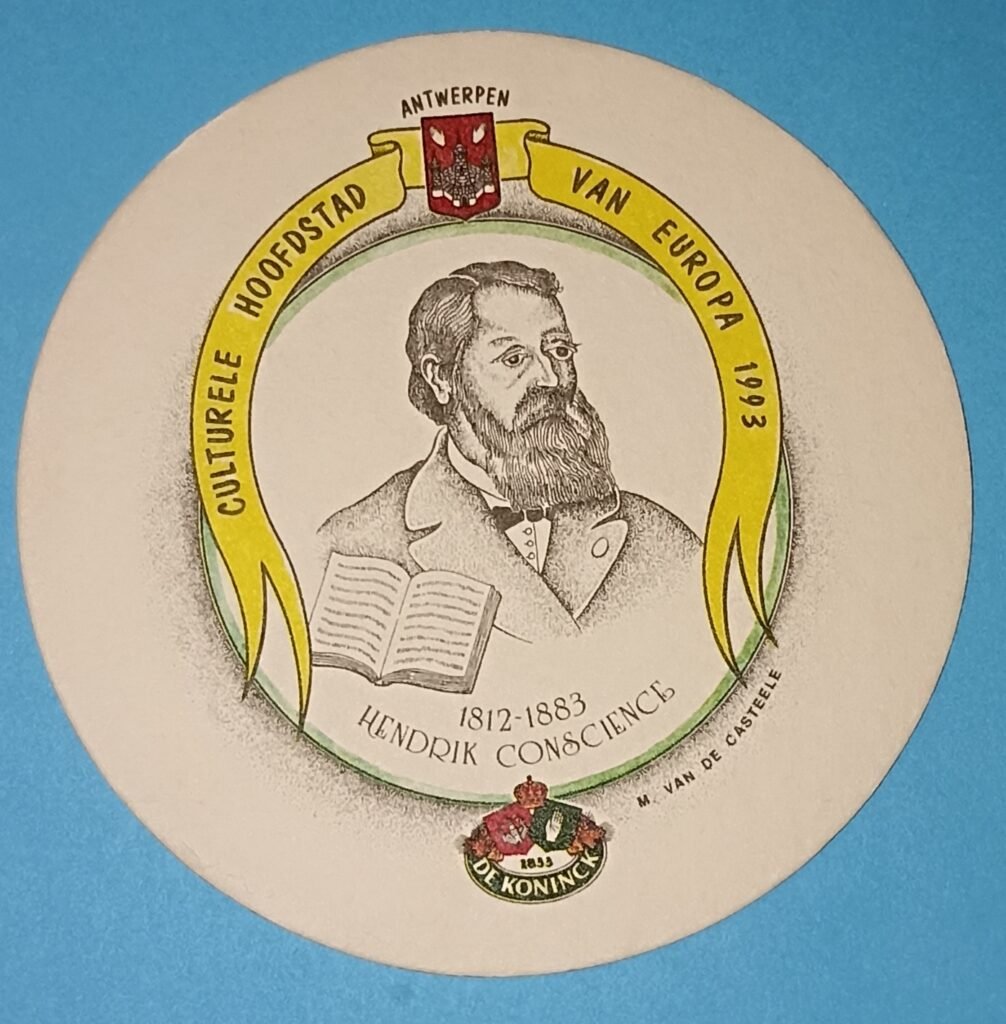 ANTWERPEN
CULTURELE HOOFDSTAD VAN EUROPA 1993
1812-1883
HENDRIK CONSCIENCE
M. VAN DE CASTEELE
1833
DE KONINCK